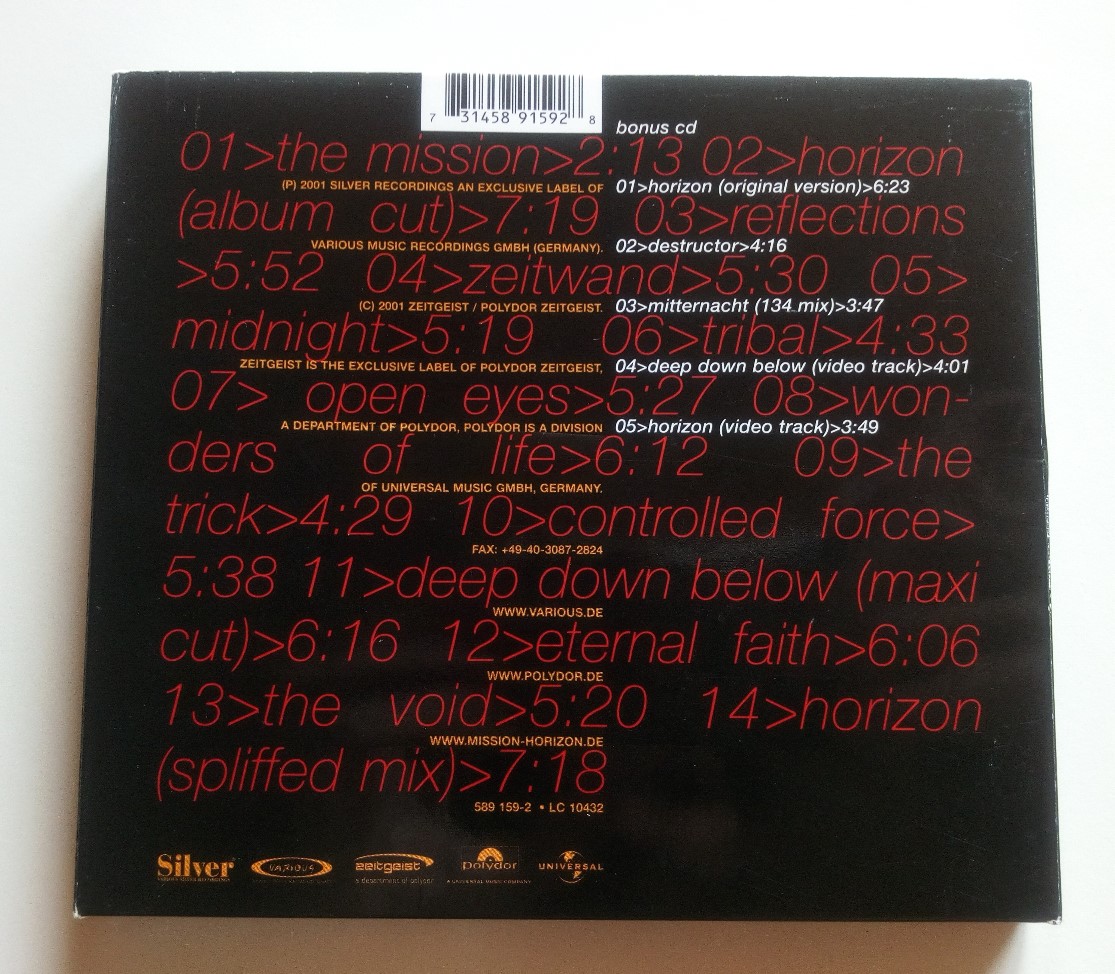 7 31458 91592 8
bonus cd
01>the mission>2:13 02>horizon
(P) 2001 SILVER RECORDINGS AN EXCLUSIVE LABEL OF
01>horizon (original version)>6:23
(album cut)>7:19 03>reflections
VARIOUS MUSIC RECORDINGS GMBH (GERMANY).
02>destructor>4:16
>5:52 04>zeitwand>5:30 05>
(C) 2001 ZEITGEIST / POLYDOR ZEITGEIST.
03>mitternacht (134 mix)>3:47
midnight>5:19 06>tribal>4:33
ZEITGEIST IS THE EXCLUSIVE LABEL OF POLYDOR ZEITGEIST,
04>deep down below (video track)>4:01
07> open eyes>5:27 08>won-
A DEPARTMENT OF POLYDOR, POLYDOR IS A DIVISION
05>horizon (video track)>3:49
ders of life>6:12 09>the
OF UNIVERSAL MUSIC GMBH, GERMANY.
trick>4:29 10>controlled force>
FAX: +49-40-3087-2824
5:38 11>deep down below (maxi
WWW.VARIOUS.DE
cut)>6:16 12>eternal faith>6:06
WWW.POLYDOR.DE
13>the void>5:20 14>horizon
WWW.MISSION-HORIZON.DE
(spliffed mix)>7:18
589 159-2 • LC 10432
Silver VARIOUS zeitgeist polydor UNIVERSAL
a department of polydor A UNIVERSAL MUSIC COMPANY